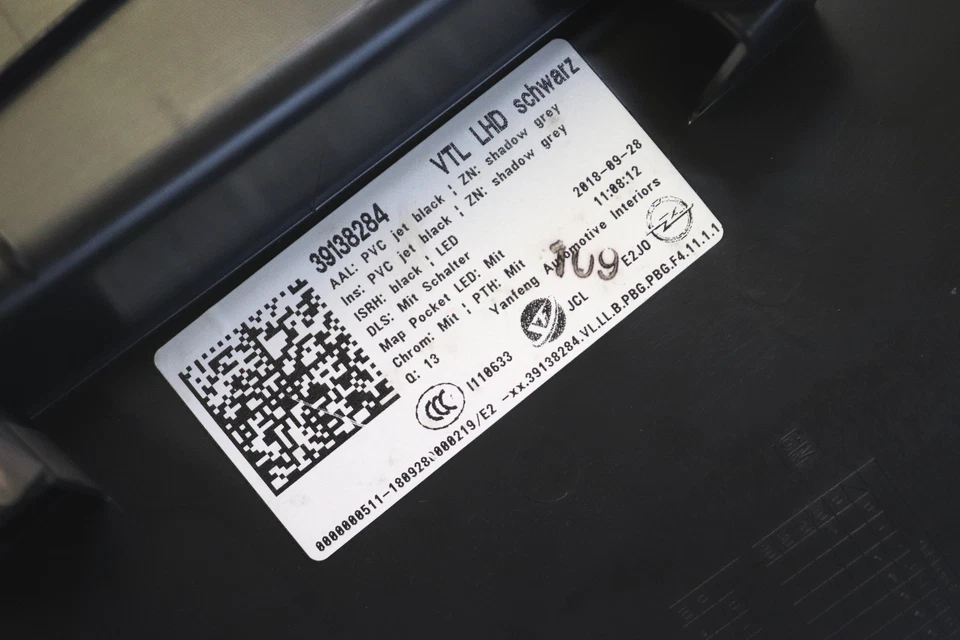 39138284 VTL LHD schwarz
AAL: PVC jet black ¦ ZN: shadow grey
Ins: PVC jet black ¦ ZN: shadow grey
ISRH: black ¦ LED
DLS: Mit Schalter
Map Pocket LED: Mit
Chrom: Mit ¦ PTH: Mit
Q: 13
2018-09-28
11:08:12
Yanfeng Automotive Interiors
109
CCC I110633 JCL E2JO
0000000511-180928 000219/E2 -xx.39138284.VL.LL.B.PBG.PBG.F4.11.1.1